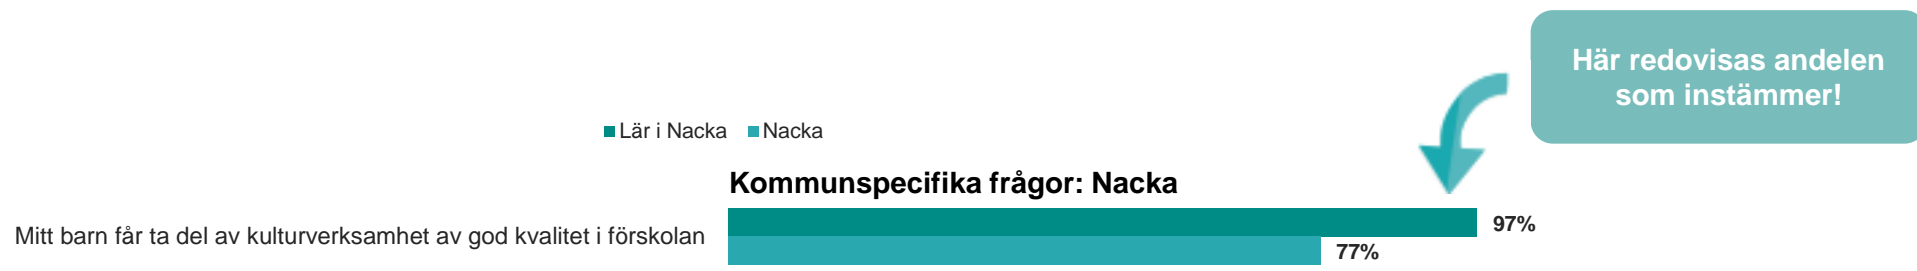 Här redovisas andelen
som instämmer!
Lär i Nacka Nacka
Kommunspecifika frågor: Nacka
Mitt barn får ta del av kulturverksamhet av god kvalitet i förskolan
97%
77%